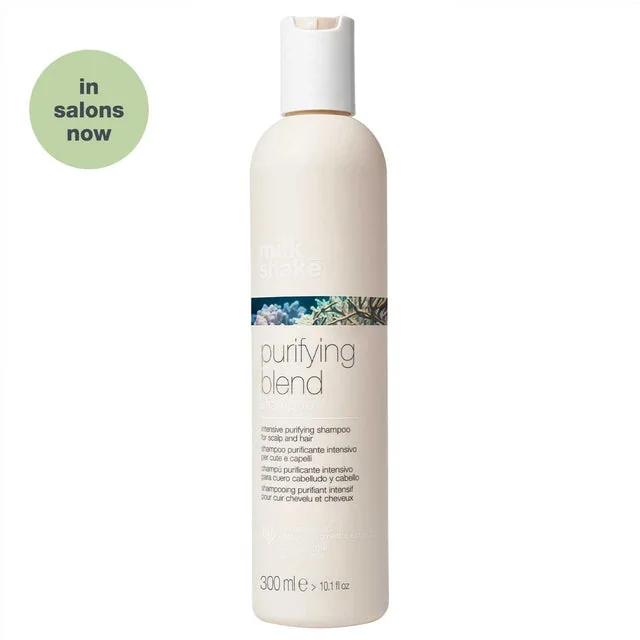 in
salons
now
milk
shake
purifying
blend
intensive purifying shampoo
for scalp and hair
shampoo purificante intensivo
per cute e capelli
champú purificante intensivo
para cuero cabelludo y cabello
shampooing purifiant intensif
pour cuir chevelu et cheveux
300 ml e > 10.1 fl oz